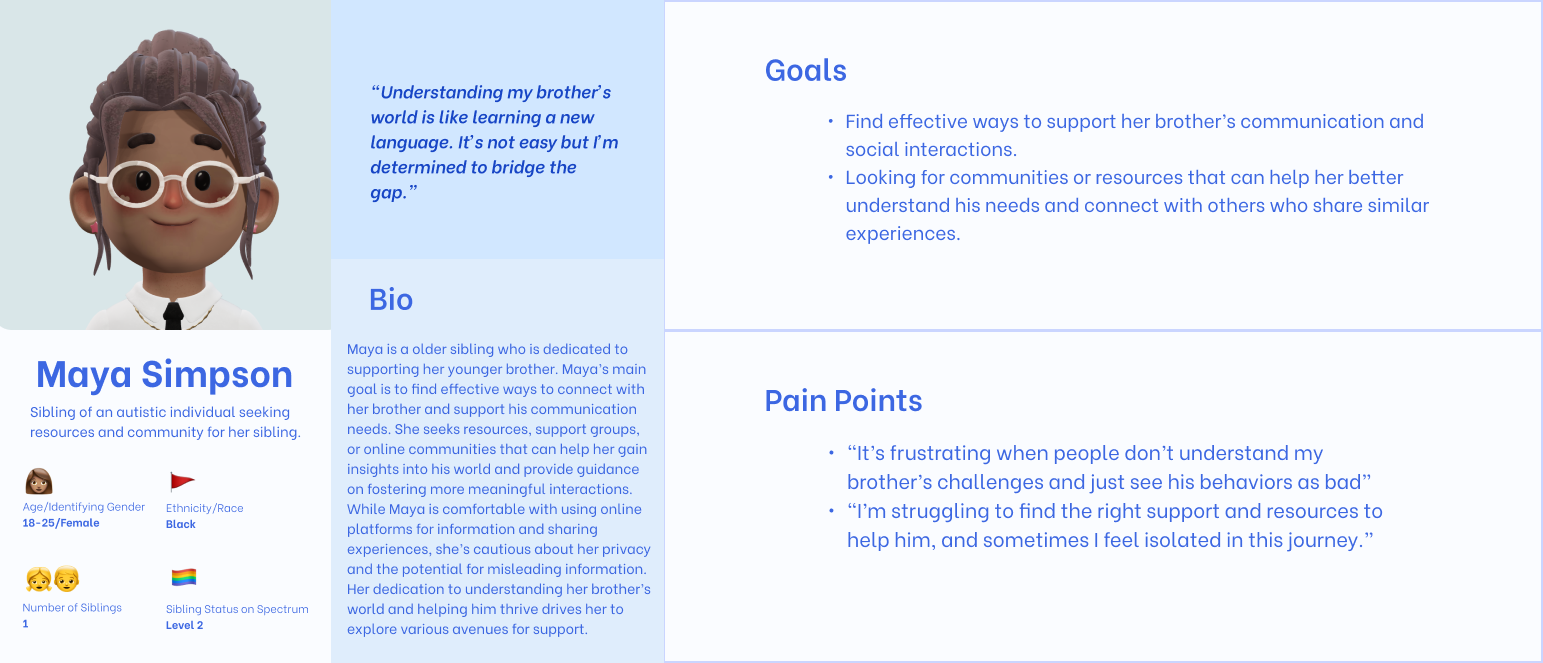 Maya Simpson
Sibling of an autistic individual seeking
resources and community for her sibling.
Age/Identifying Gender
18-25/Female
Ethnicity/Race
Black
Number of Siblings
1
Sibling Status on Spectrum
Level 2
“Understanding my brother’s
world is like learning a new
language. It’s not easy but I’m
determined to bridge the
gap.”
Bio
Maya is a older sibling who is dedicated to
supporting her younger brother. Maya’s main
goal is to find effective ways to connect with
her brother and support his communication
needs. She seeks resources, support groups,
or online communities that can help her gain
insights into his world and provide guidance
on fostering more meaningful interactions.
While Maya is comfortable with using online
platforms for information and sharing
experiences, she’s cautious about her privacy
and the potential for misleading information.
Her dedication to understanding her brother’s
world and helping him thrive drives her to
explore various avenues for support.
Goals
• Find effective ways to support her brother’s communication and
social interactions.
• Looking for communities or resources that can help her better
understand his needs and connect with others who share similar
experiences.
Pain Points
• “It’s frustrating when people don’t understand my
brother’s challenges and just see his behaviors as bad”
• “I’m struggling to find the right support and resources to
help him, and sometimes I feel isolated in this journey.”